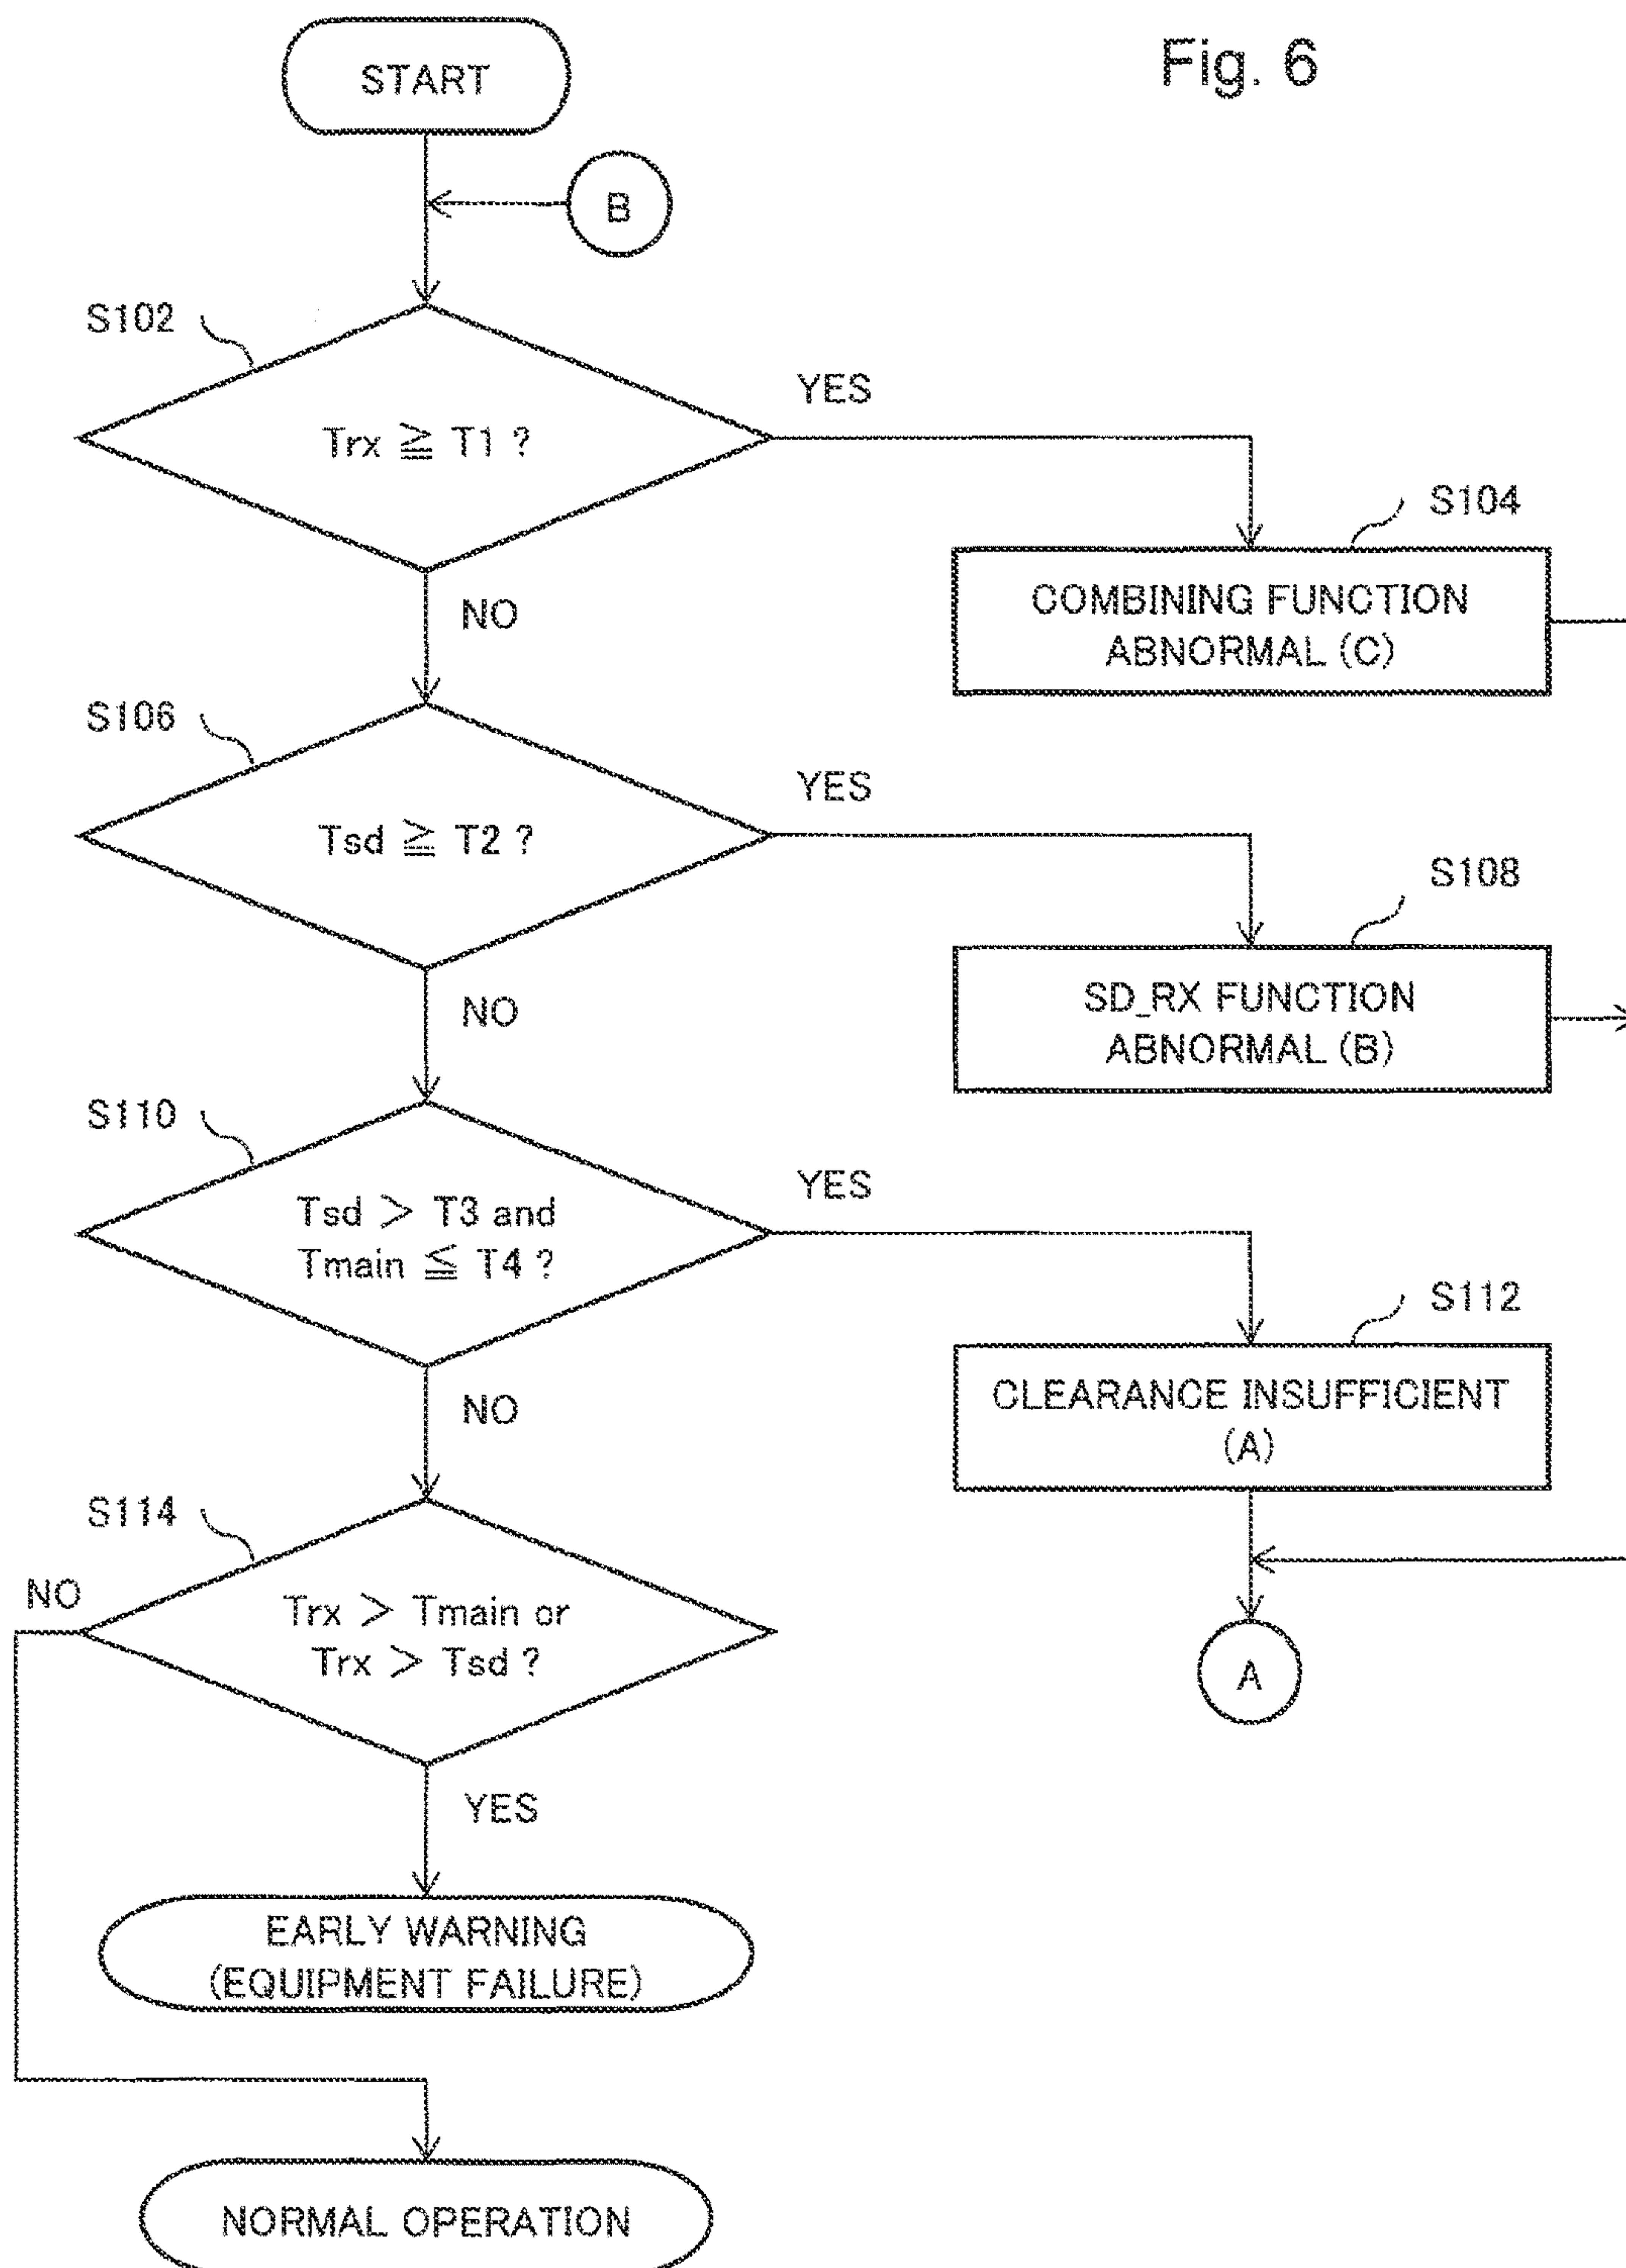 Fig. 6
START
B
S102
Trx ≧ T1 ?
YES
NO
S104
COMBINING FUNCTION
ABNORMAL (C)
S106
Tsd ≧ T2 ?
YES
NO
S108
SD_RX FUNCTION
ABNORMAL (B)
S110
Tsd > T3 and
Tmain ≦ T4 ?
YES
NO
S112
CLEARANCE INSUFFICIENT
(A)
S114
Trx > Tmain or
Trx > Tsd ?
NO
YES
A
EARLY WARNING
(EQUIPMENT FAILURE)
NORMAL OPERATION